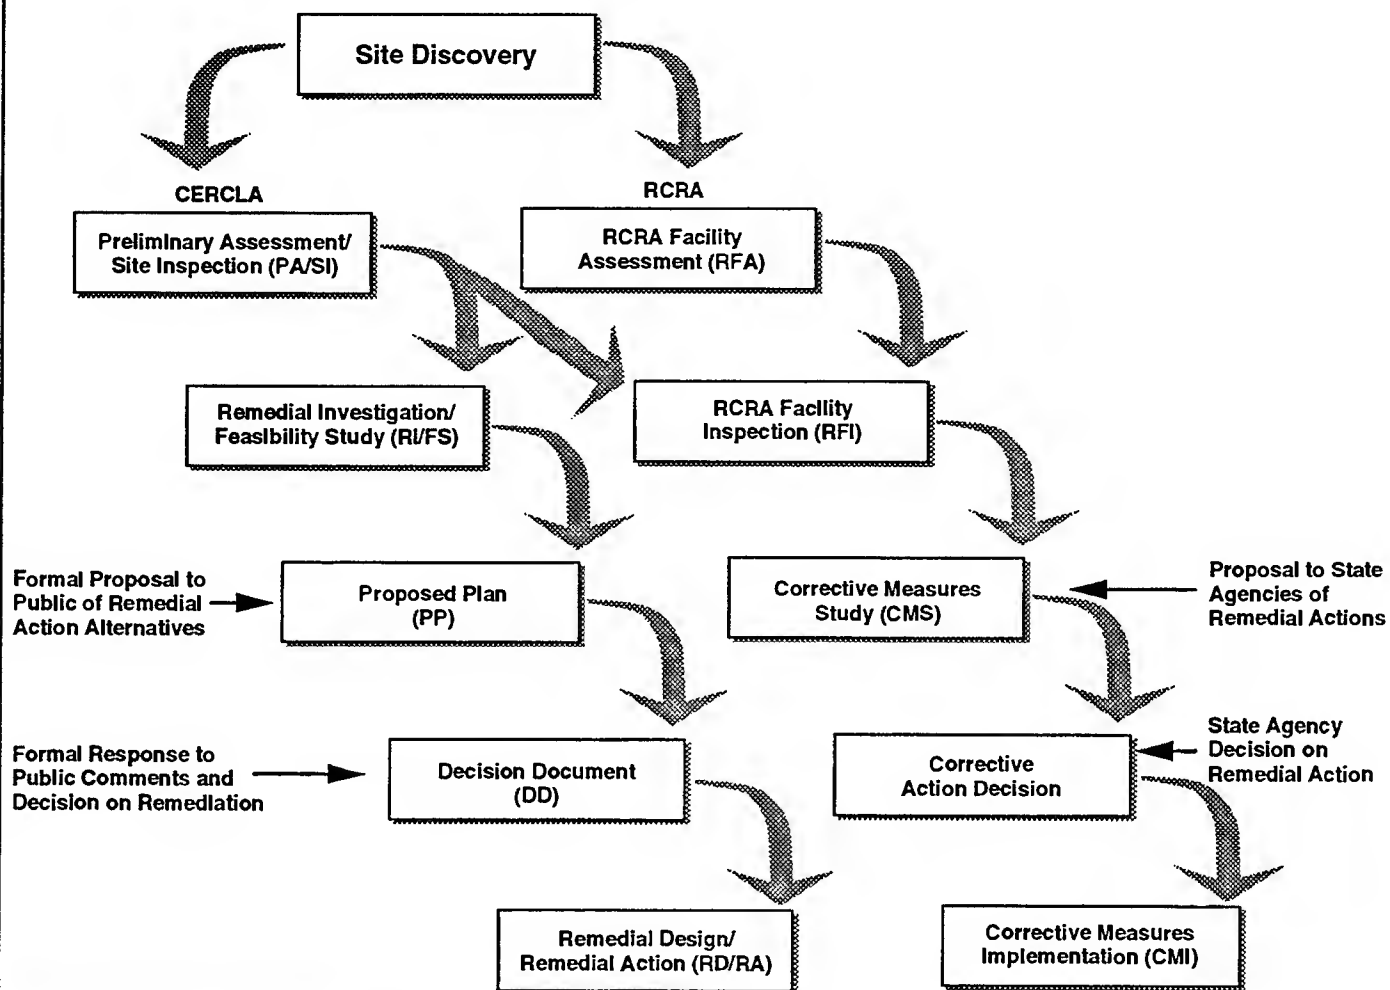 Site Discovery
CERCLA
RCRA
Preliminary Assessment/
Site Inspection (PA/SI)
RCRA Facility
Assessment (RFA)
Remedial Investigation/
Feasibility Study (RI/FS)
RCRA Facility
Inspection (RFI)
Formal Proposal to
Public of Remedial
Action Alternatives
Proposed Plan
(PP)
Corrective Measures
Study (CMS)
Proposal to State
Agencies of
Remedial Actions
Formal Response to
Public Comments and
Decision on Remediation
Decision Document
(DD)
Corrective
Action Decision
State Agency
Decision on
Remedial Action
Remedial Design/
Remedial Action (RD/RA)
Corrective Measures
Implementation (CMI)